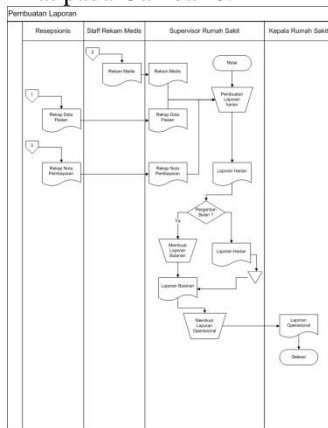 Pembuatan Laporan
Resepsionis
Staff Rekam Medis
Supervisor Rumah Sakit
Kepala Rumah Sakit
2
Rekam Medis
Rekam Medis
Mulai
Pembuatan
Laporan
harian
1
Rekap Data
Pasien
Rekap Data
Pasien
3
Rekap Nota
Pembayaran
Rekap Nota
Pembayaran
Laporan Harian
Pergantian
Bulan ?
Ya
Membuat
Laporan
Bulanan
Laporan Harian
Laporan Bulanan
Membuat
Laporan
Operasional
Laporan
Operasional
Selesai